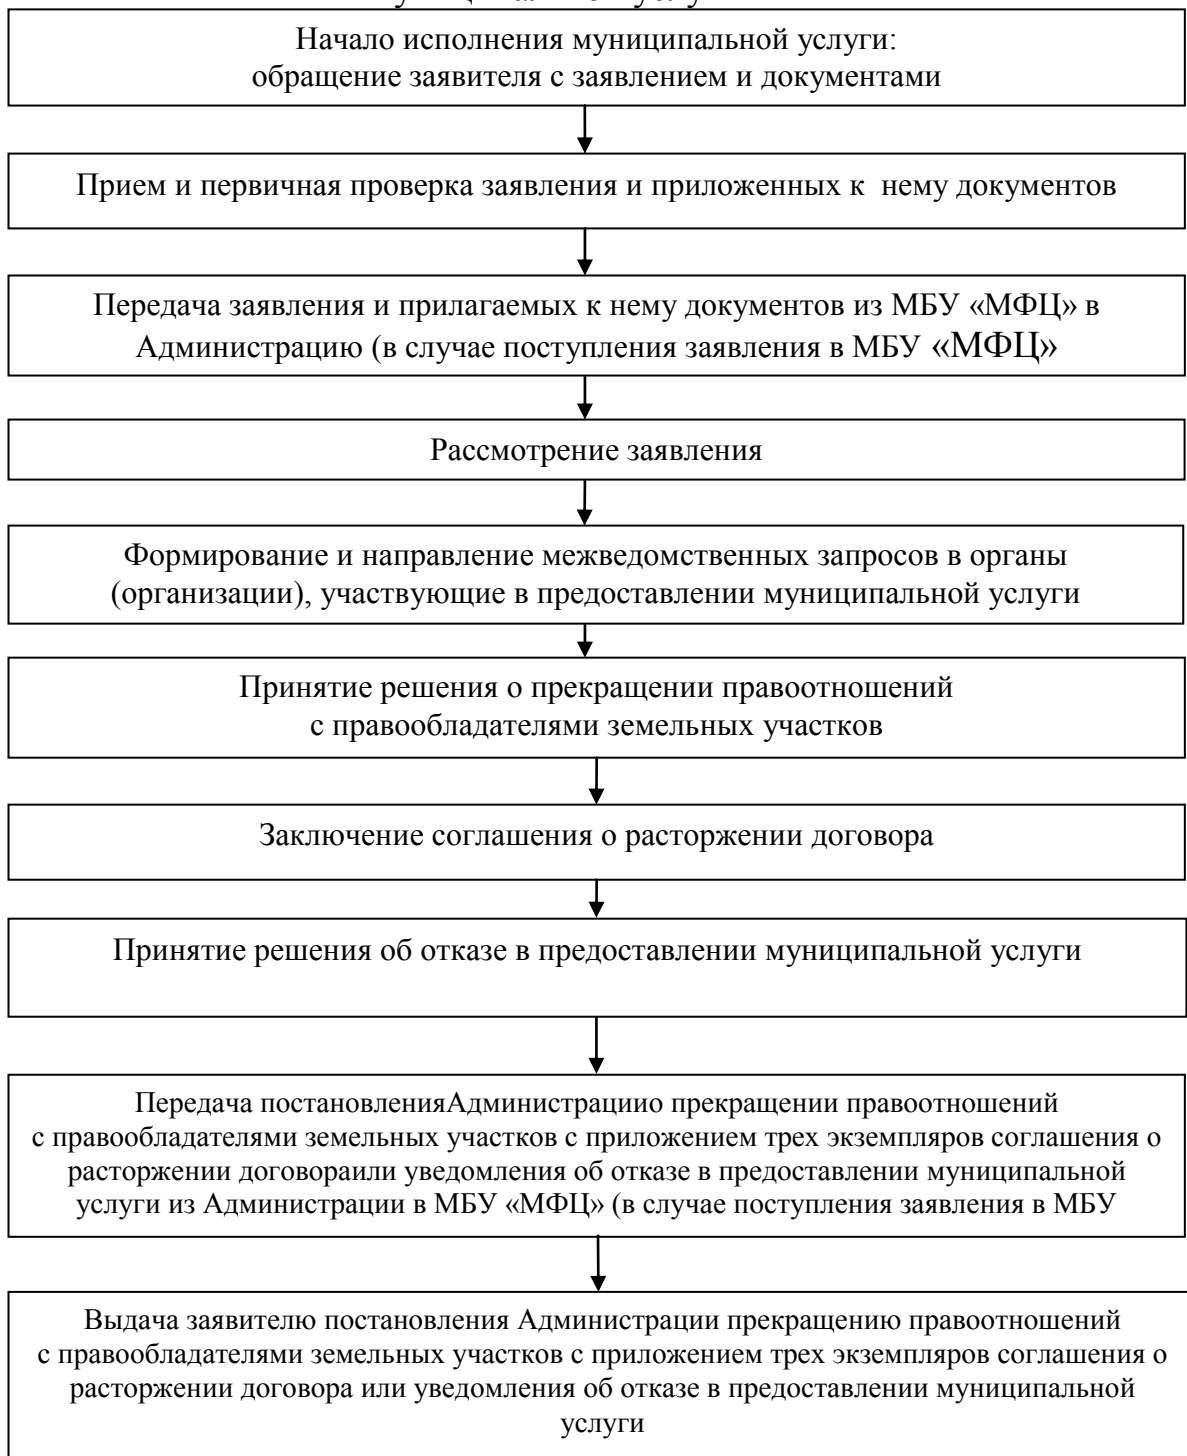 Начало исполнения муниципальной услуги:
обращение заявителя с заявлением и документами
Прием и первичная проверка заявления и приложенных к нему документов
Передача заявления и прилагаемых к нему документов из МБУ «МФЦ» в
Администрацию (в случае поступления заявления в МБУ «МФЦ»
Рассмотрение заявления
Формирование и направление межведомственных запросов в органы
(организации), участвующие в предоставлении муниципальной услуги
Принятие решения о прекращении правоотношений
с правообладателями земельных участков
Заключение соглашения о расторжении договора
Принятие решения об отказе в предоставлении муниципальной услуги
Передача постановленияАдминистрациио прекращении правоотношений
с правообладателями земельных участков с приложением трех экземпляров соглашения о
расторжении договораили уведомления об отказе в предоставлении муниципальной
услуги из Администрации в МБУ «МФЦ» (в случае поступления заявления в МБУ
Выдача заявителю постановления Администрации прекращению правоотношений
с правообладателями земельных участков с приложением трех экземпляров соглашения о
расторжении договора или уведомления об отказе в предоставлении муниципальной
услуги